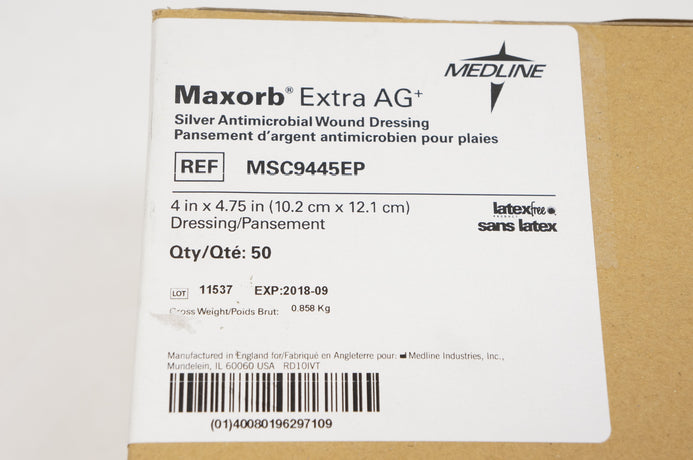 MEDLINE
Maxorb® Extra AG+
Silver Antimicrobial Wound Dressing
Pansement d'argent antimicrobien pour plaies
REF MSC9445EP
4 in x 4.75 in (10.2 cm x 12.1 cm)
Dressing/Pansement
latexfree
sans latex
Qty/Qté: 50
LOT 11537 EXP:2018-09
Gross Weight/Poids Brut: 0.858 Kg
Manufactured in England for/Fabriqué en Angleterre pour: Medline Industries, Inc.,
Mundelein, IL 60060 USA RD10IVT
(01)40080196297109